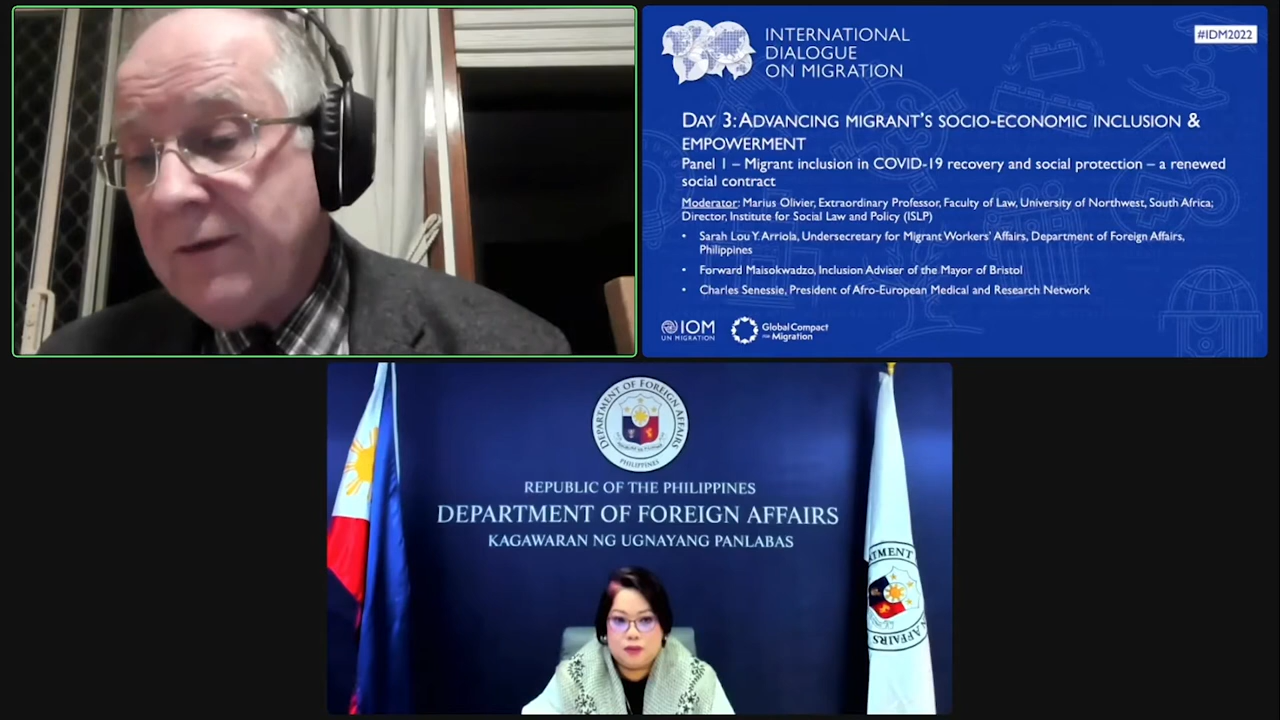 INTERNATIONAL
DIALOGUE
ON MIGRATION
#IDM2022
DAY 3: ADVANCING MIGRANT'S SOCIO-ECONOMIC INCLUSION &
EMPOWERMENT
Panel 1 – Migrant inclusion in COVID-19 recovery and social protection – a renewed
social contract
Moderator: Marius Olivier, Extraordinary Professor, Faculty of Law, University of Northwest, South Africa;
Director, Institute for Social Law and Policy (ISLP)
• Sarah Lou Y. Arriola, Undersecretary for Migrant Workers' Affairs, Department of Foreign Affairs,
Philippines
• Forward Maisokwadzo, Inclusion Adviser of the Mayor of Bristol
• Charles Senessie, President of Afro-European Medical and Research Network
IOM
UN MIGRATION
Global Compact
for Migration
DEPARTMENT OF FOREIGN AFFAIRS
PHILIPPINES
REPUBLIC OF THE PHILIPPINES
DEPARTMENT OF FOREIGN AFFAIRS
KAGAWARAN NG UGNAYANG PANLABAS
TMENT
AFFAIRS